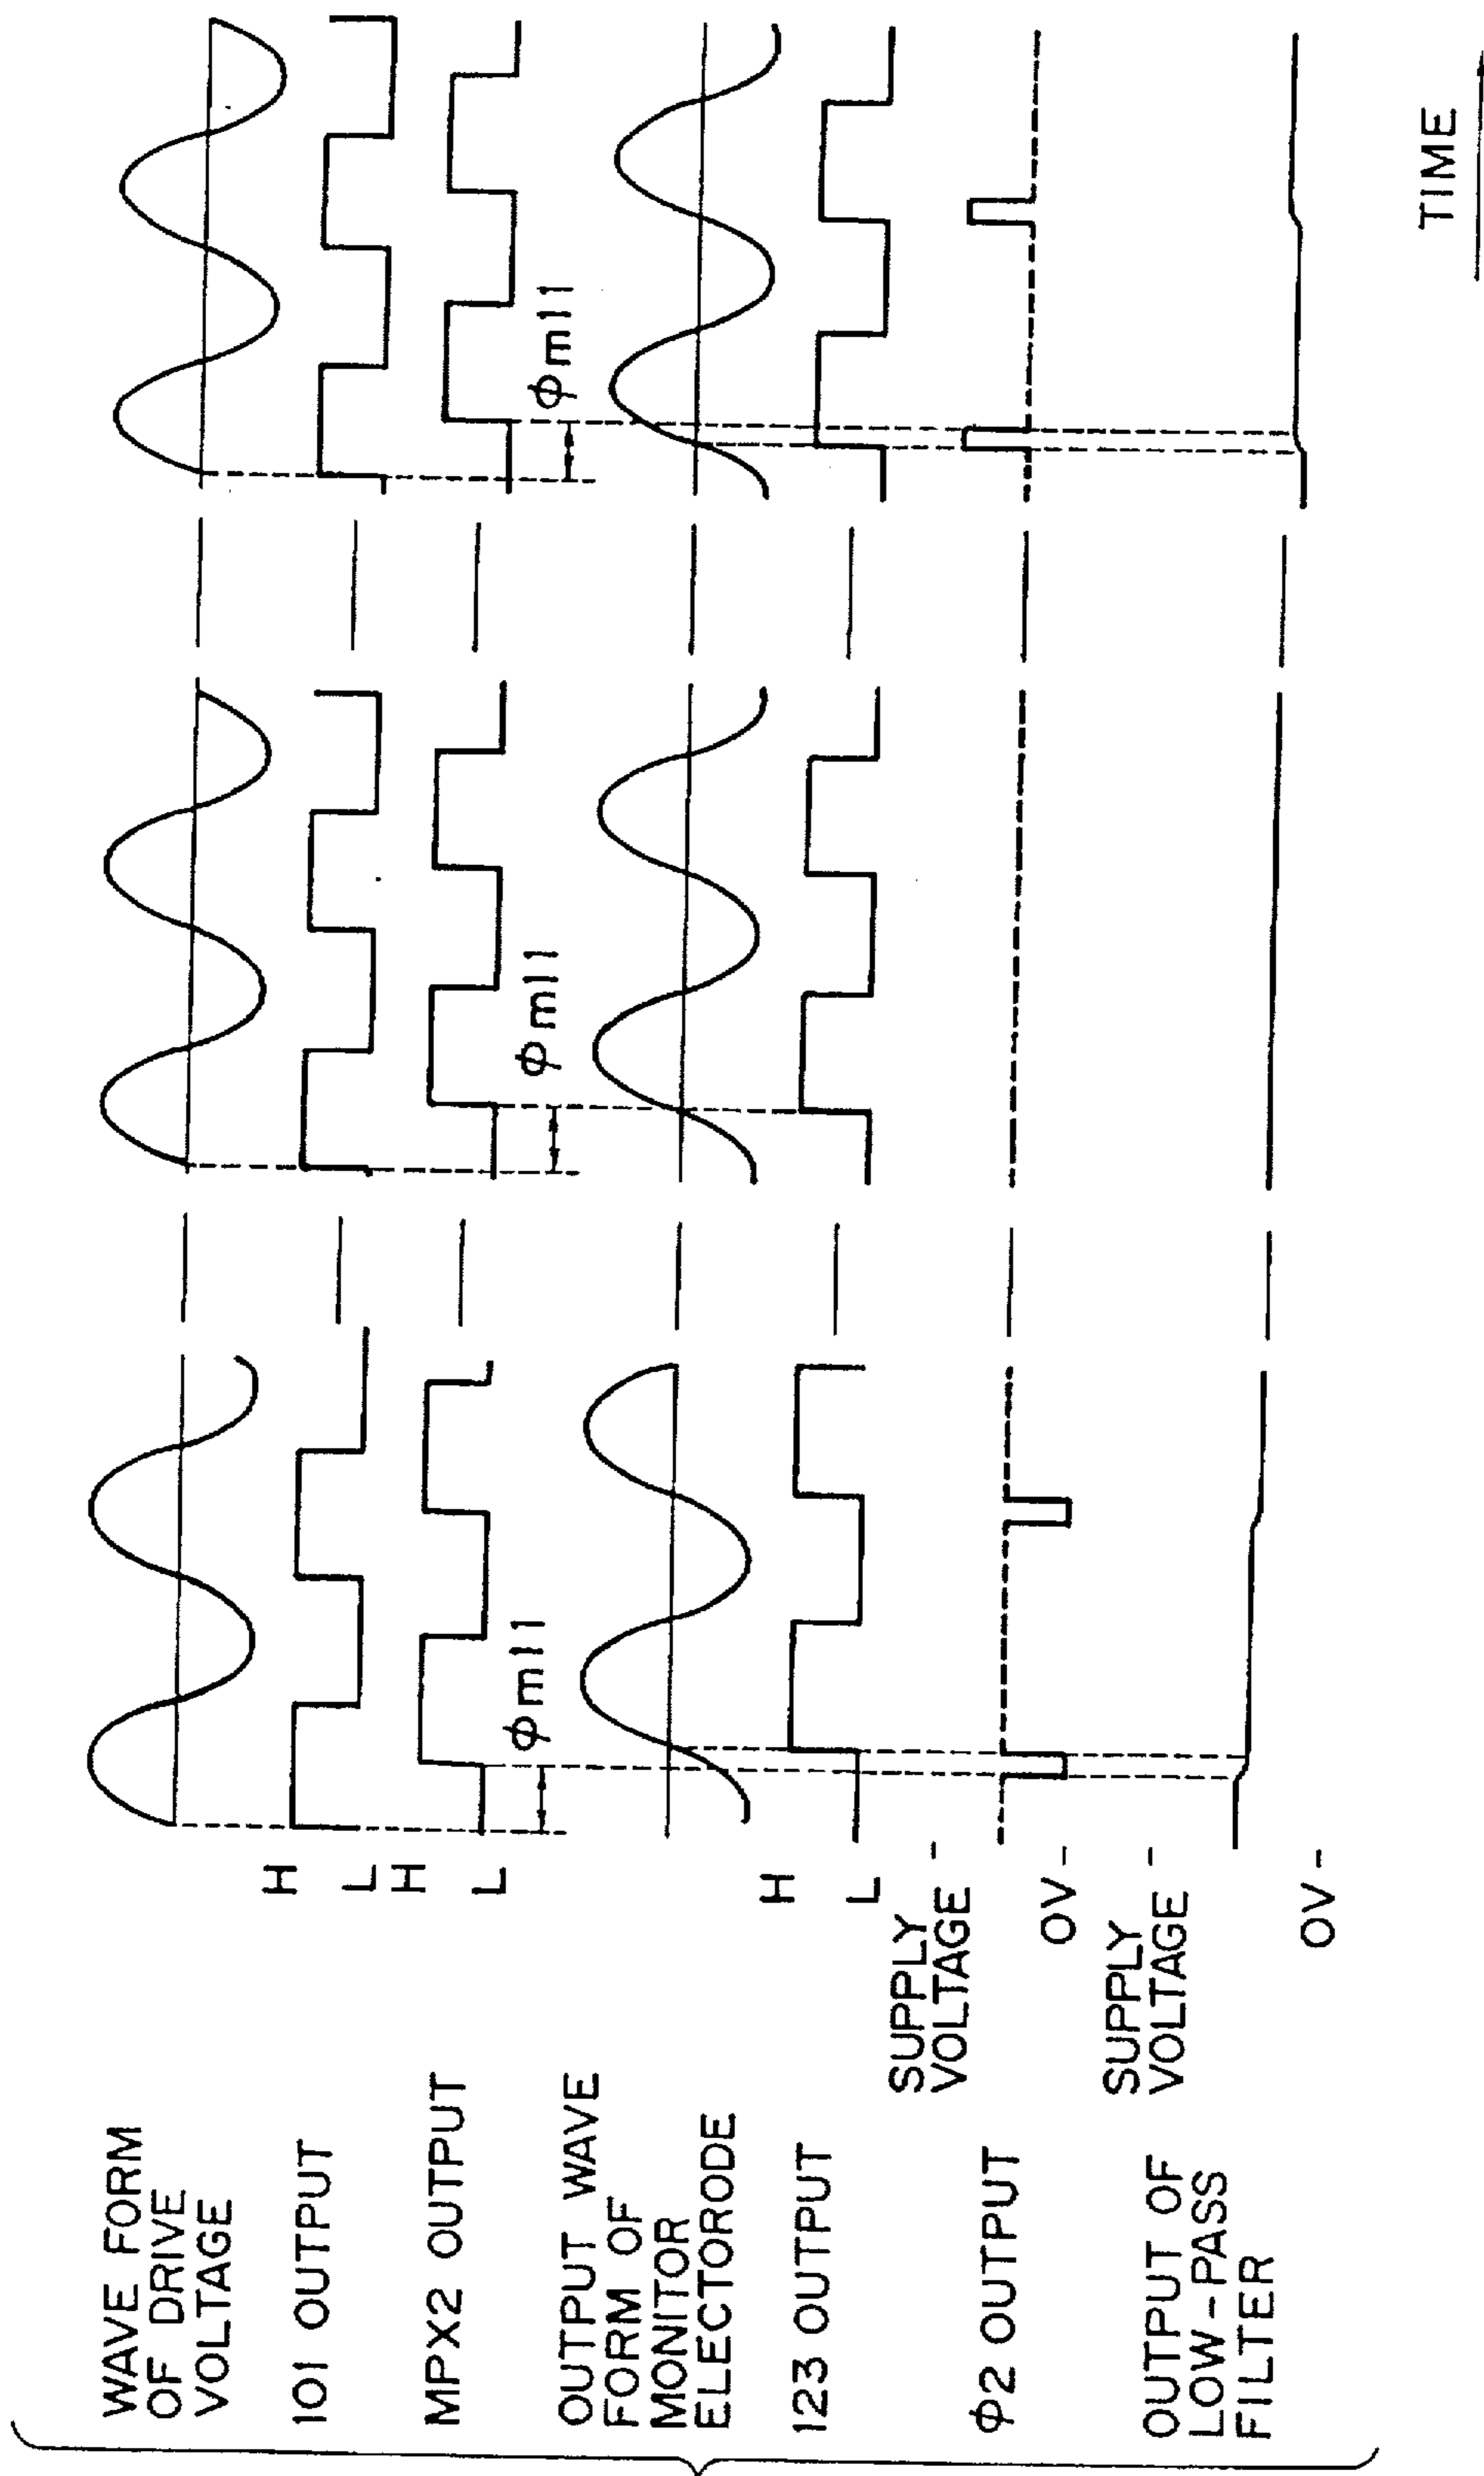 WAVE FORM
OF DRIVE
VOLTAGE
H
101 OUTPUT
L
H
MPX2 OUTPUT
L
φm11
φm11
φm11
OUTPUT WAVE
FORM OF
MONITOR
ELECTORODE
H
123 OUTPUT
L
SUPPLY
VOLTAGE -
φ2 OUTPUT
0V -
SUPPLY
VOLTAGE -
OUTPUT OF
LOW-PASS
FILTER
0V -
TIME